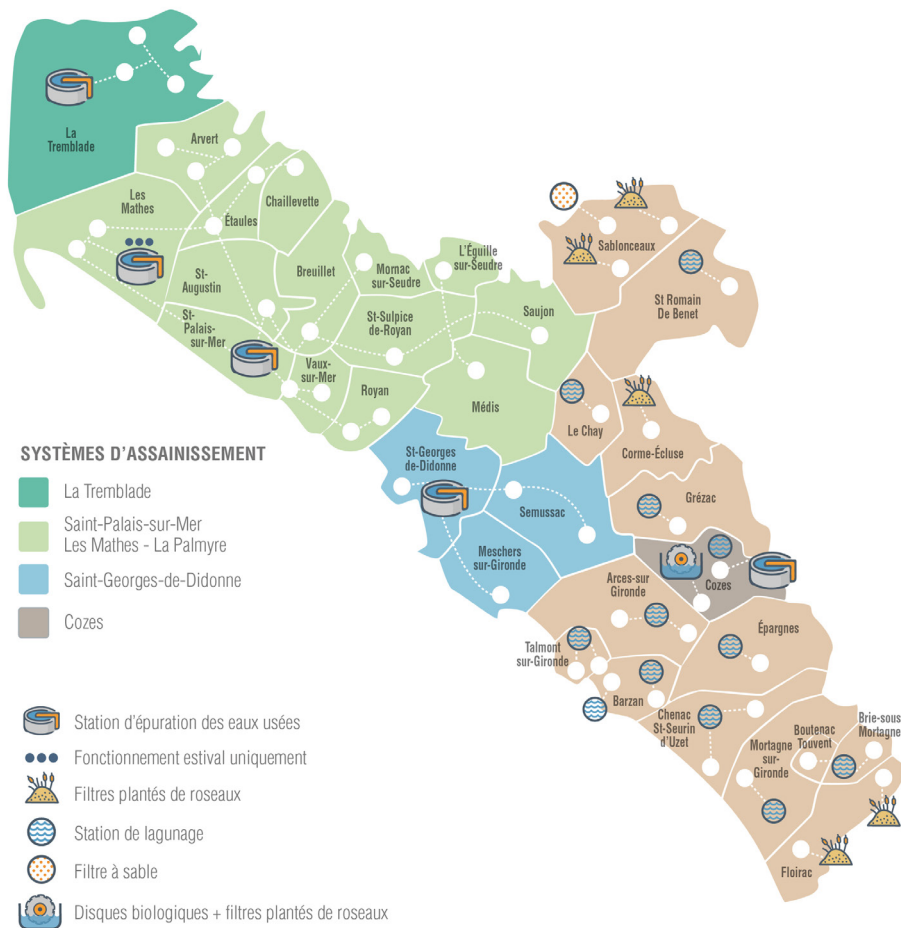 La
Tremblade
Arvert
Les
Mathes
Étaules
Chaillevette
St-
Augustin
Breuillet
Mornac
sur-Seudre
L'Éguille
sur-Seudre
Sablonceaux
St Romain
De Benet
St-
Palais-
sur-Mer
St-Sulpice
de-Royan
Saujon
Vaux-
sur-Mer
Royan
Médis
Le Chay
Corme-Écluse
St-Georges
de-Didonne
Semussac
Grézac
Meschers
sur-Gironde
Arces-sur
Gironde
Cozes
Talmont
sur-Gironde
Barzan
Épargnes
Chenac
St-Seurin
d'Uzet
Mortagne
sur-
Gironde
Boutenac
Touvent
Brie-sous
Mortagne
Floirac
SYSTÈMES D'ASSAINISSEMENT
La Tremblade
Saint-Palais-sur-Mer
Les Mathes - La Palmyre
Saint-Georges-de-Didonne
Cozes
Station d'épuration des eaux usées
Fonctionnement estival uniquement
Filtres plantés de roseaux
Station de lagunage
Filtre à sable
Disques biologiques + filtres plantés de roseaux